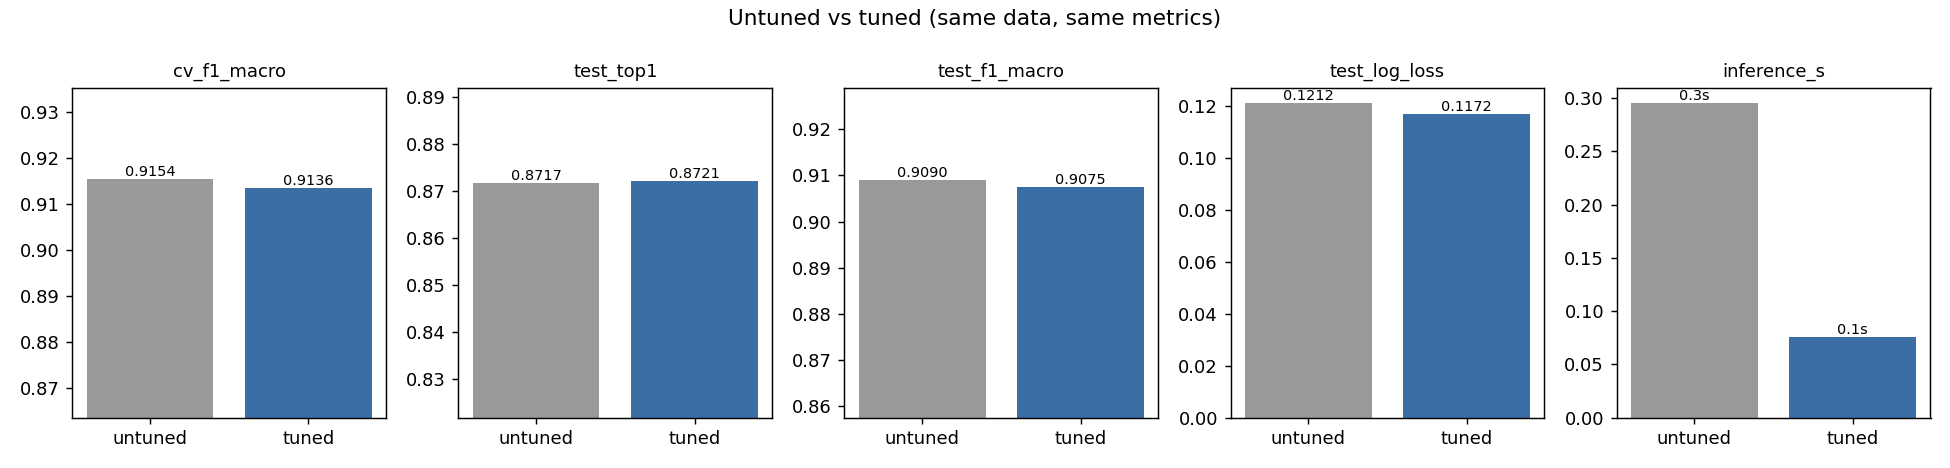 Untuned vs tuned (same data, same metrics)
cv_f1_macro
0.93
0.92
0.91
0.90
0.89
0.88
0.87
0.9154
0.9136
untuned
tuned
test_top1
0.89
0.88
0.87
0.86
0.85
0.84
0.83
0.8717
0.8721
untuned
tuned
test_f1_macro
0.92
0.91
0.90
0.89
0.88
0.87
0.86
0.9090
0.9075
untuned
tuned
test_log_loss
0.12
0.10
0.08
0.06
0.04
0.02
0.00
0.1212
0.1172
untuned
tuned
inference_s
0.30
0.25
0.20
0.15
0.10
0.05
0.00
0.3s
0.1s
untuned
tuned